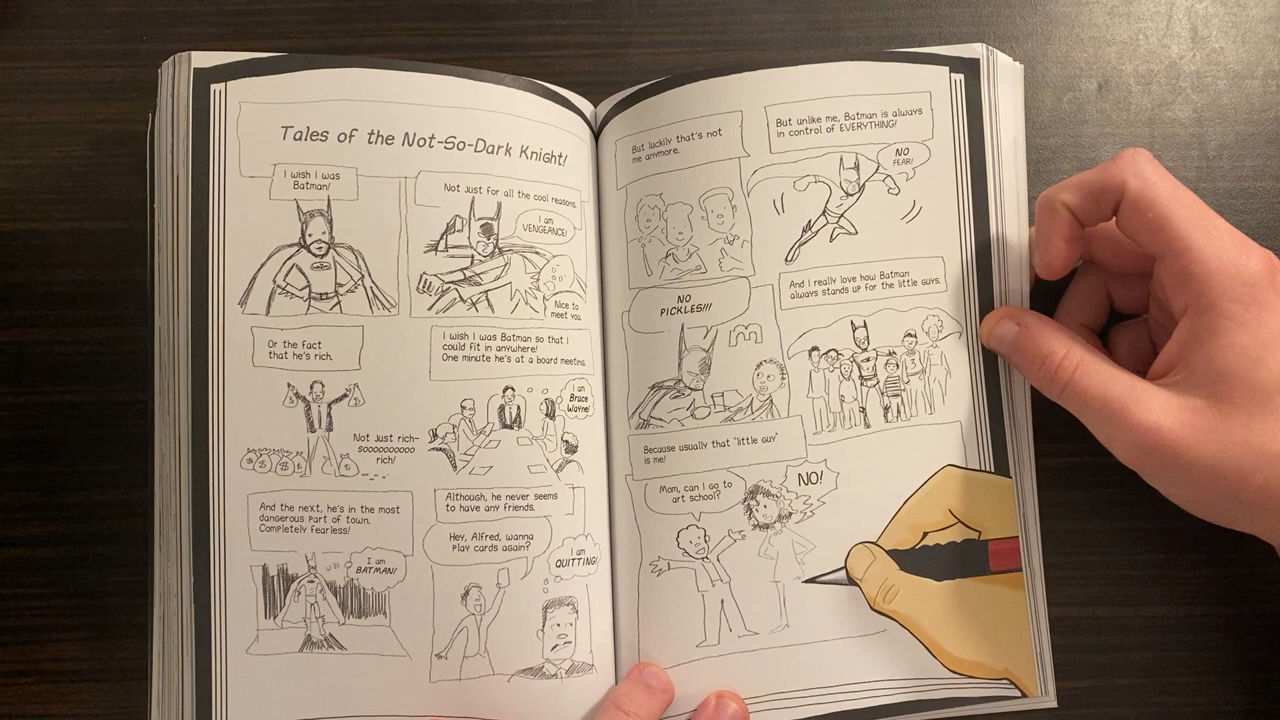 Tales of the Not-So-Dark Knight!
I wish I was
Batman!
Not just for all the cool reasons.
I am
VENGEANCE!
Nice to
meet you.
Or the fact
that he's rich.
Not just rich-
sooooooooo
rich!
I wish I was Batman so that I
could fit in anywhere!
One minute he's at a board meeting.
I am
Bruce
Wayne!
And the next, he's in the most
dangerous part of town.
Completely fearless!
I am
BATMAN!
Although, he never seems
to have any friends.
Hey, Alfred, wanna
play cards again?
I am
QUITTING!
But luckily that's not
me anymore.
But unlike me, Batman is always
in control of EVERYTHING!
NO
FEAR!
NO
PICKLES!!!
And I really love how Batman
always stands up for the little guys.
3
Because usually that "little guy"
is me!
Mom, can I go to
art school?
NO!